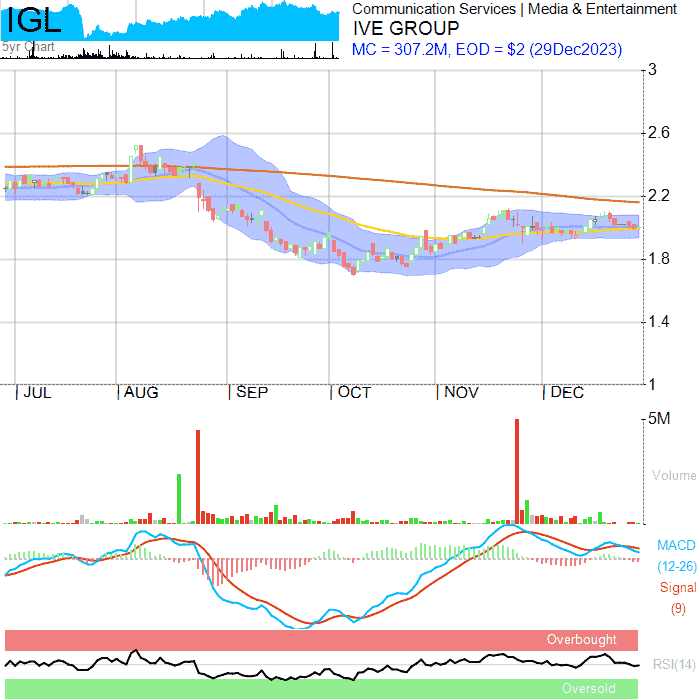 IGL
5yr Chart
Communication Services | Media & Entertainment
IVE GROUP
MC = 307.2M, EOD = $2 (29Dec2023)
3
2.6
2.2
1.8
1.4
1
JUL AUG SEP OCT NOV DEC
5M
Volume
MACD
(12-26)
Signal
(9)
Overbought
RSI(14)
Oversold